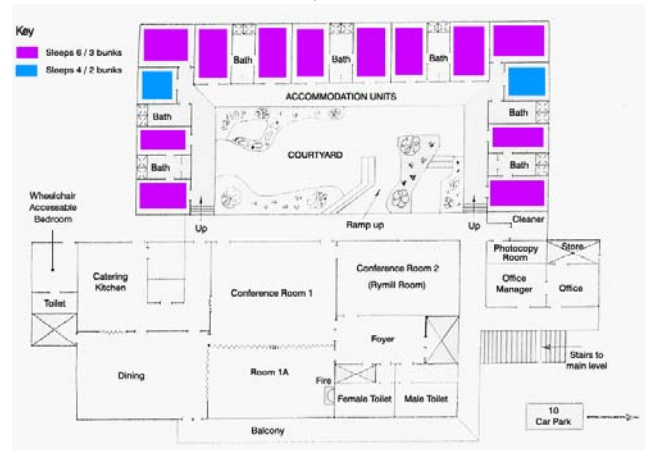 Key
Sleeps 6 / 3 bunks
Sleeps 4 / 2 bunks
Bath
Bath
Bath
ACCOMMODATION UNITS
Bath
Bath
COURTYARD
Bath
Bath
Wheelchair
Accessable
Bedroom
Up
Ramp up
Up
Cleaner
Catering
Kitchen
Conference Room 1
Conference Room 2
(Rymill Room)
Photocopy
Room
Store
Office
Manager
Office
Toilet
Foyer
Dining
Room 1A
Fire
Female Toilet
Male Toilet
Stairs to
main level
Balcony
10
Car Park